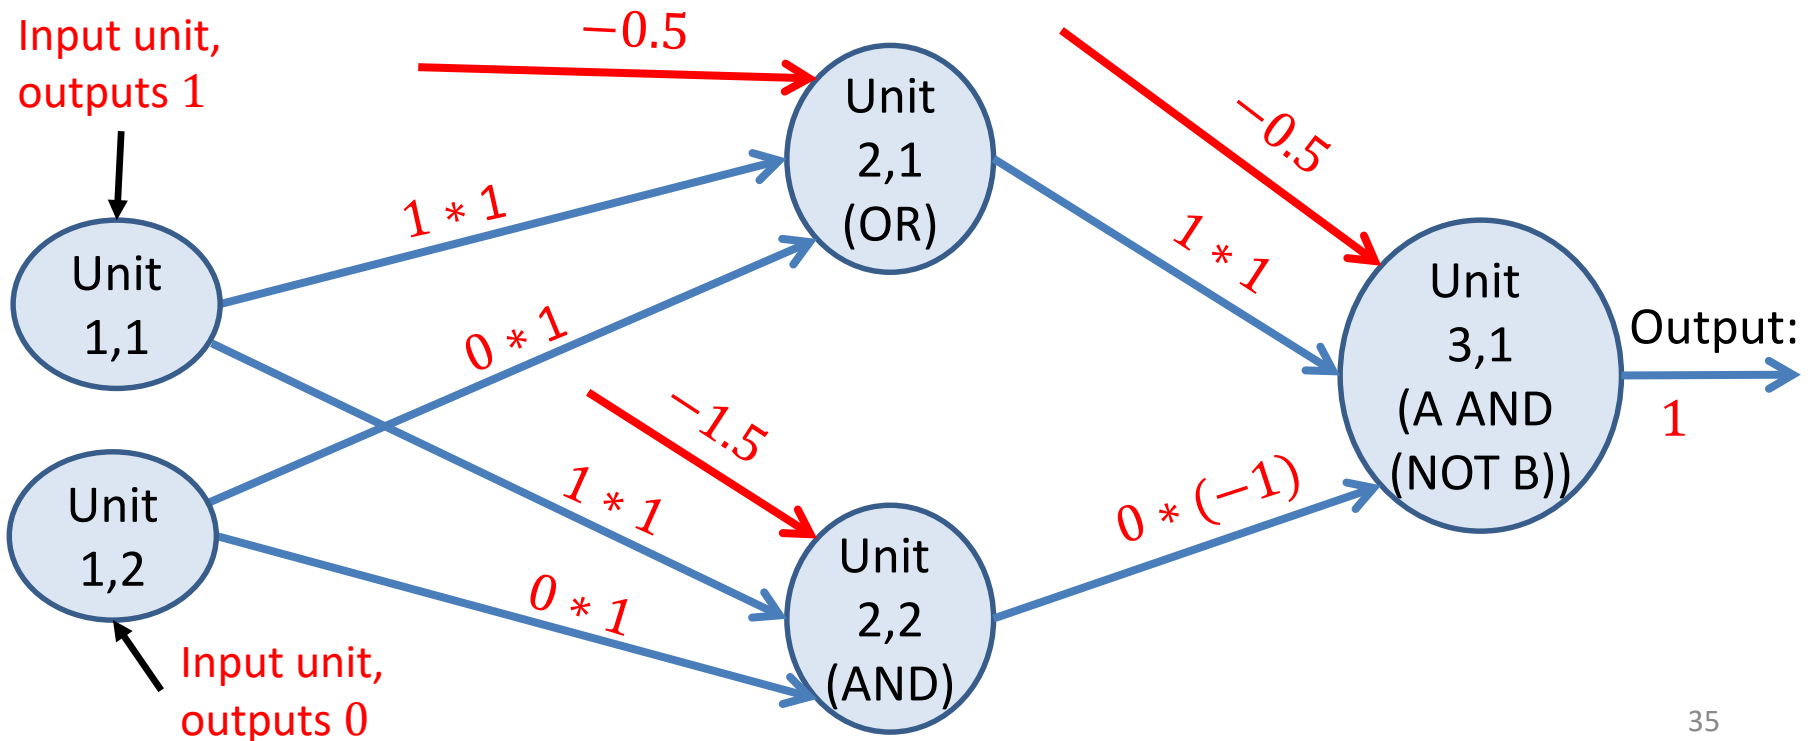 Input unit,
outputs 1
−0.5
Unit
2,1
(OR)
−0.5
1 * 1
Unit
1,1
0 * 1
1 * 1
Unit
3,1
(A AND
(NOT B))
Output:
1
−1.5
Unit
1,2
1 * 1
0 * 1
Unit
2,2
(AND)
0 * (−1)
Input unit,
outputs 0
35